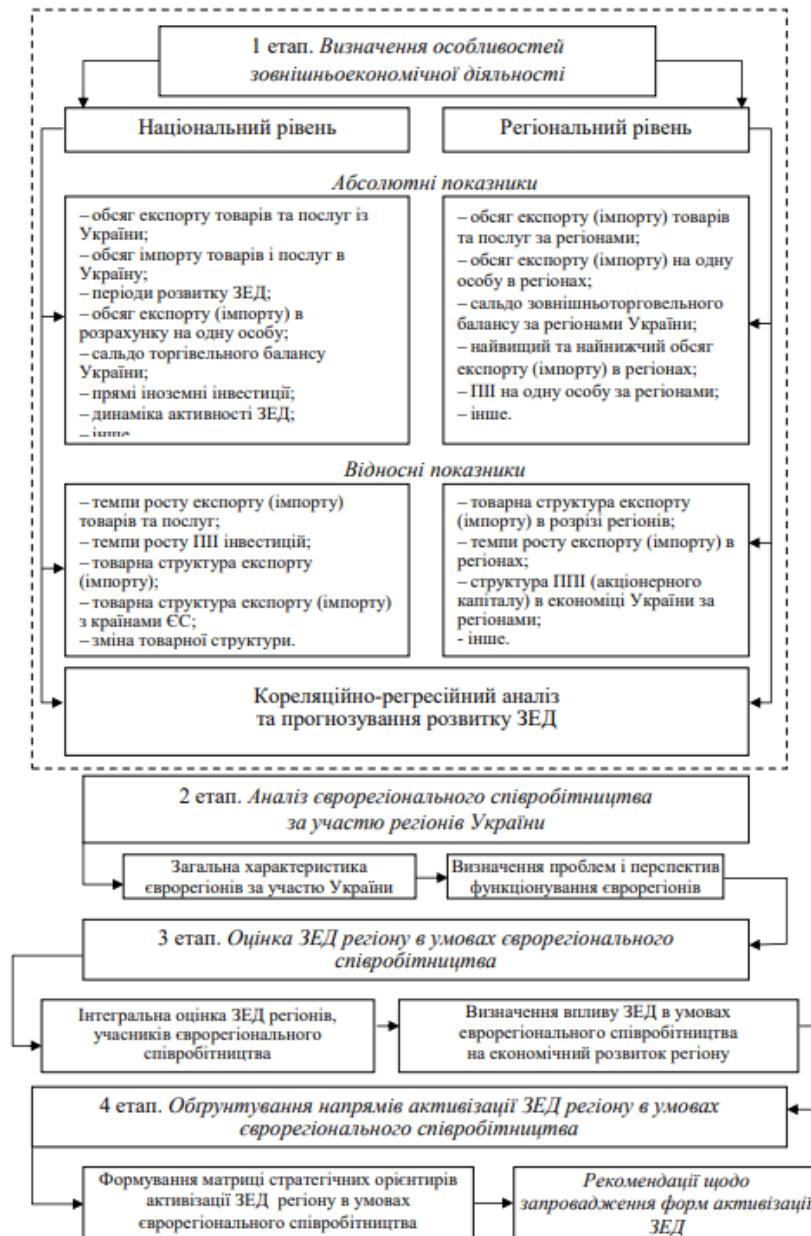 1 етап. Визначення особливостей
зовнішньоекономічної діяльності
Національний рівень
Регіональний рівень
Абсолютні показники
– обсяг експорту товарів та послуг із
України;
– обсяг імпорту товарів і послуг в
Україну;
– періоди розвитку ЗЕД;
– обсяг експорту (імпорту) в
розрахунку на одну особу;
– сальдо торгівельного балансу
України;
– прямі іноземні інвестиції;
– динаміка активності ЗЕД;
– інше
– обсяг експорту (імпорту) товарів
та послуг за регіонами;
– обсяг експорту (імпорту) на одну
особу в регіонах;
– сальдо зовнішньоторговельного
балансу за регіонами України;
– найвищий та найнижчий обсяг
експорту (імпорту) в регіонах;
– ПІІ на одну особу за регіонами;
– інше.
Відносні показники
– темпи росту експорту (імпорту)
товарів та послуг;
– темпи росту ПІІ інвестицій;
– товарна структура експорту
(імпорту);
– товарна структура експорту (імпорту)
з країнами ЄС;
– зміна товарної структури.
– товарна структура експорту
(імпорту) в розрізі регіонів;
– темпи росту експорту (імпорту) в
регіонах;
– структура ППІ (акціонерного
капіталу) в економіці України за
регіонами;
- інше.
Кореляційно-регресійний аналіз
та прогнозування розвитку ЗЕД
2 етап. Аналіз єврорегіонального співробітництва
за участю регіонів України
Загальна характеристика
єврорегіонів за участю України
Визначення проблем і перспектив
функціонування єврорегіонів
3 етап. Оцінка ЗЕД регіону в умовах єврорегіонального
співробітництва
Інтегральна оцінка ЗЕД регіонів,
учасників єврорегіонального
співробітництва
Визначення впливу ЗЕД в умовах
єврорегіонального співробітництва
на економічний розвиток регіону
4 етап. Обґрунтування напрямів активізації ЗЕД регіону в умовах
єврорегіонального співробітництва
Формування матриці стратегічних орієнтирів
активізації ЗЕД регіону в умовах
єврорегіонального співробітництва
Рекомендації щодо
запровадження форм активізації
ЗЕД